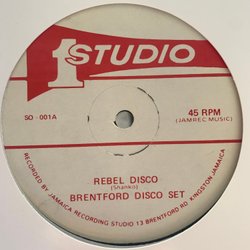 1 STUDIO
SO - 001A
45 RPM
(JAMREC MUSIC)
REBEL DISCO
(Shanko)
BRENTFORD DISCO SET
RECORDED BY JAMAICA RECORDING STUDIO 13 BRENTFORD RD KINGSTON JAMAICA